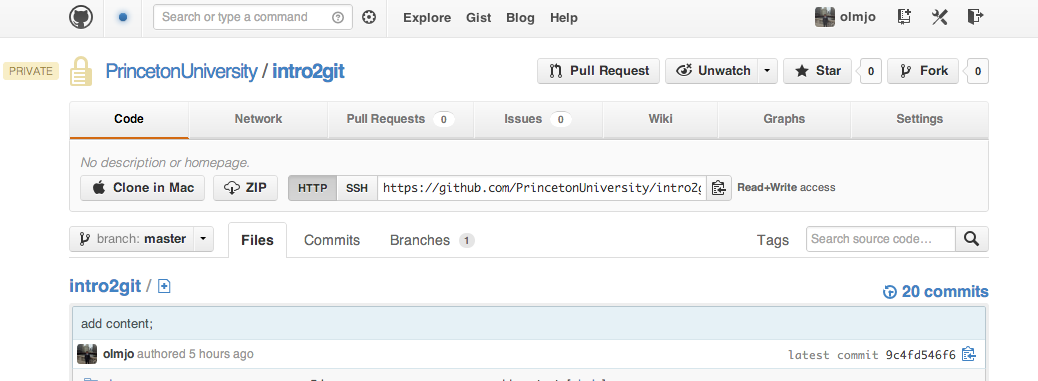 Search or type a command
Explore Gist Blog Help
olmjo
PRIVATE
PrincetonUniversity / intro2git
Pull Request Unwatch Star 0 Fork 0
Code Network Pull Requests 0 Issues 0 Wiki Graphs Settings
No description or homepage.
Clone in Mac ZIP HTTP SSH https://github.com/PrincetonUniversity/intro2g Read+Write access
branch: master Files Commits Branches 1 Tags Search source code…
intro2git /
20 commits
add content;
olmjo authored 5 hours ago latest commit 9c4fd546f6